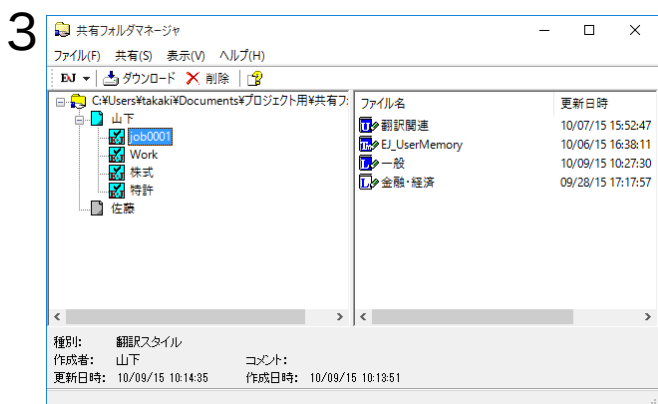 3
共有フォルダマネージャ
ファイル(F) 共有(S) 表示(V) ヘルプ(H)
EJ ダウンロード 削除
C:¥Users¥takaki¥Documents¥プロジェクト用¥共有フ
山下
job0001
Work
株式
特許
佐藤
ファイル名 更新日時
翻訳関連 10/07/15 15:52:47
EJ_UserMemory 10/06/15 16:38:11
一般 10/09/15 10:27:30
金融・経済 09/28/15 17:17:57
種別: 翻訳スタイル
作成者: 山下 コメント:
更新日時: 10/09/15 10:14:35 作成日時: 10/09/15 10:13:51